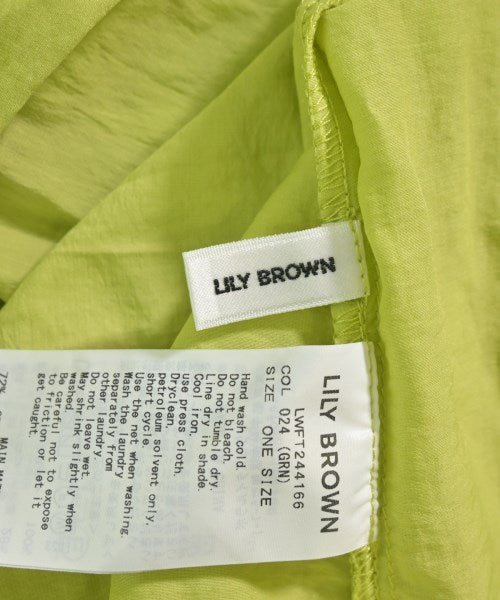 LILY BROWN
LILY BROWN
LWFT244166
COL 024 (GRN)
SIZE ONE SIZE
Hand wash cold.
Do not bleach.
Do not tumble dry.
Line dry in shade.
Cool iron.
use press cloth.
Dryclean.
petroleum solvent only.
short cycle
Use the net when washing.
Wash the laundry
separately from
other laundry.
Do not leave wet
May shrink slightly when
washed.
Be careful not to expose
to friction or let it
get caught.
72%